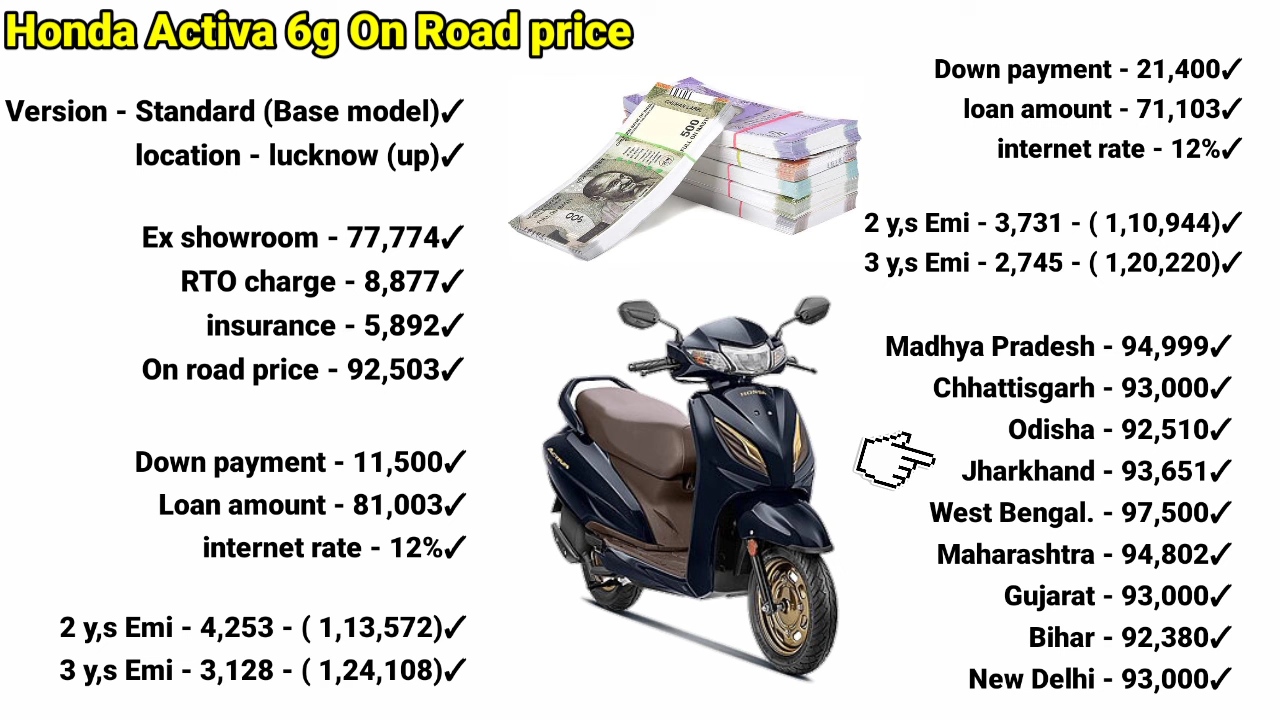 Honda Activa 6g On Road price
Version - Standard (Base model)✓
location - lucknow (up)✓
Ex showroom - 77,774✓
RTO charge - 8,877✓
insurance - 5,892✓
On road price - 92,503✓
Down payment - 11,500✓
Loan amount - 81,003✓
internet rate - 12%✓
2 y,s Emi - 4,253 - ( 1,13,572)✓
3 y,s Emi - 3,128 - ( 1,24,108)✓
500
HONDA
ACTIVA
Down payment - 21,400✓
loan amount - 71,103✓
internet rate - 12%✓
2 y,s Emi - 3,731 - ( 1,10,944)✓
3 y,s Emi - 2,745 - ( 1,20,220)✓
Madhya Pradesh - 94,999✓
Chhattisgarh - 93,000✓
Odisha - 92,510✓
Jharkhand - 93,651✓
West Bengal. - 97,500✓
Maharashtra - 94,802✓
Gujarat - 93,000✓
Bihar - 92,380✓
New Delhi - 93,000✓